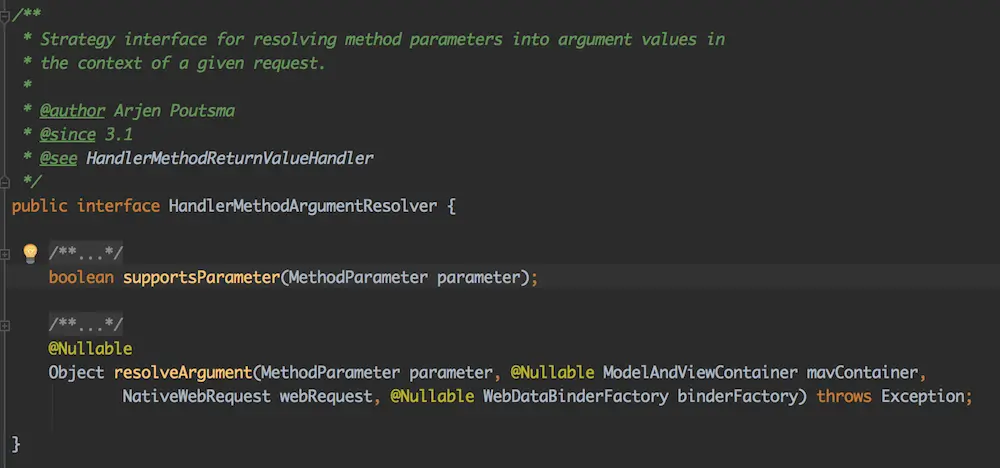 /**
* Strategy interface for resolving method parameters into argument values in
* the context of a given request.
*
* @author Arjen Poutsma
* @since 3.1
* @see HandlerMethodReturnValueHandler
*/
public interface HandlerMethodArgumentResolver {
/**...*/
boolean supportsParameter(MethodParameter parameter);
/**...*/
@Nullable
Object resolveArgument(MethodParameter parameter, @Nullable ModelAndViewContainer mavContainer,
NativeWebRequest webRequest, @Nullable WebDataBinderFactory binderFactory) throws Exception;
}